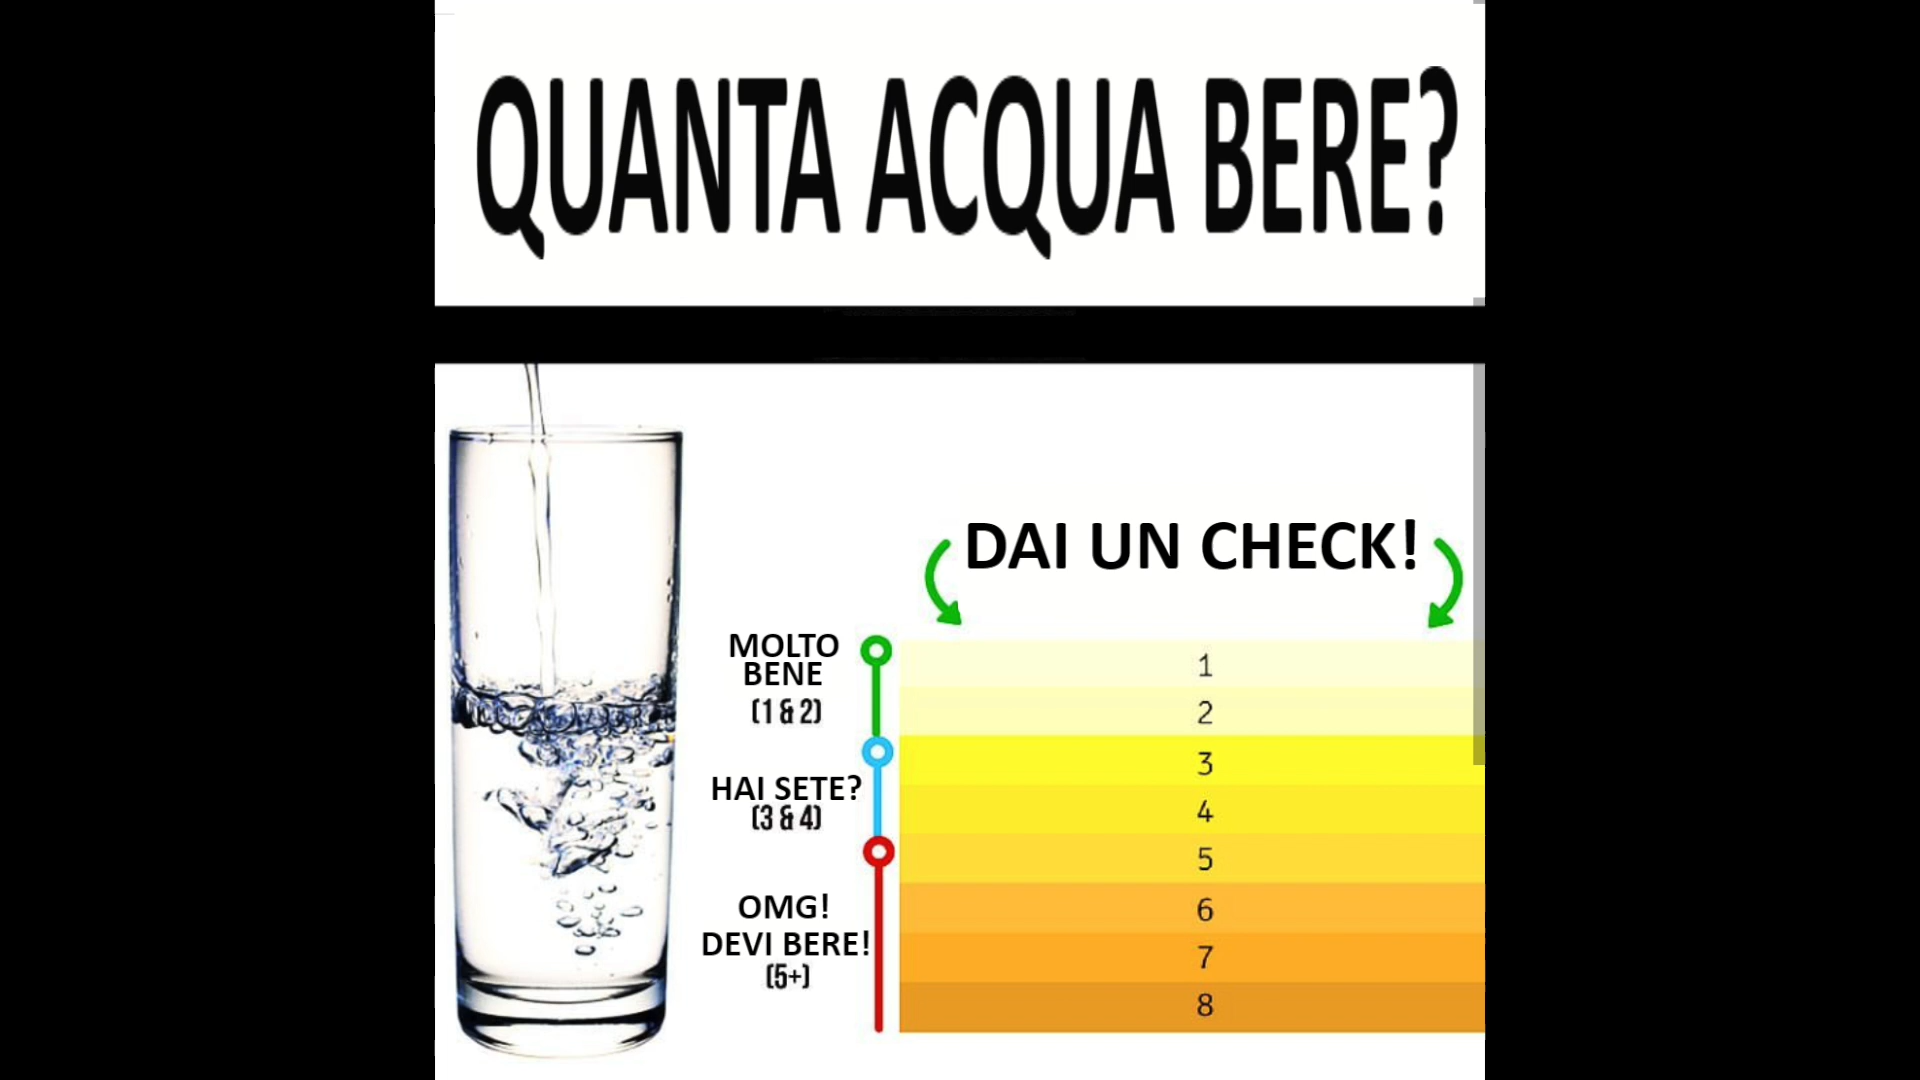 QUANTA ACQUA BERE?
DAI UN CHECK!
MOLTO
BENE
(1 & 2)
HAI SETE?
(3 & 4)
OMG!
DEVI BERE!
(5+)
1
2
3
4
5
6
7
8